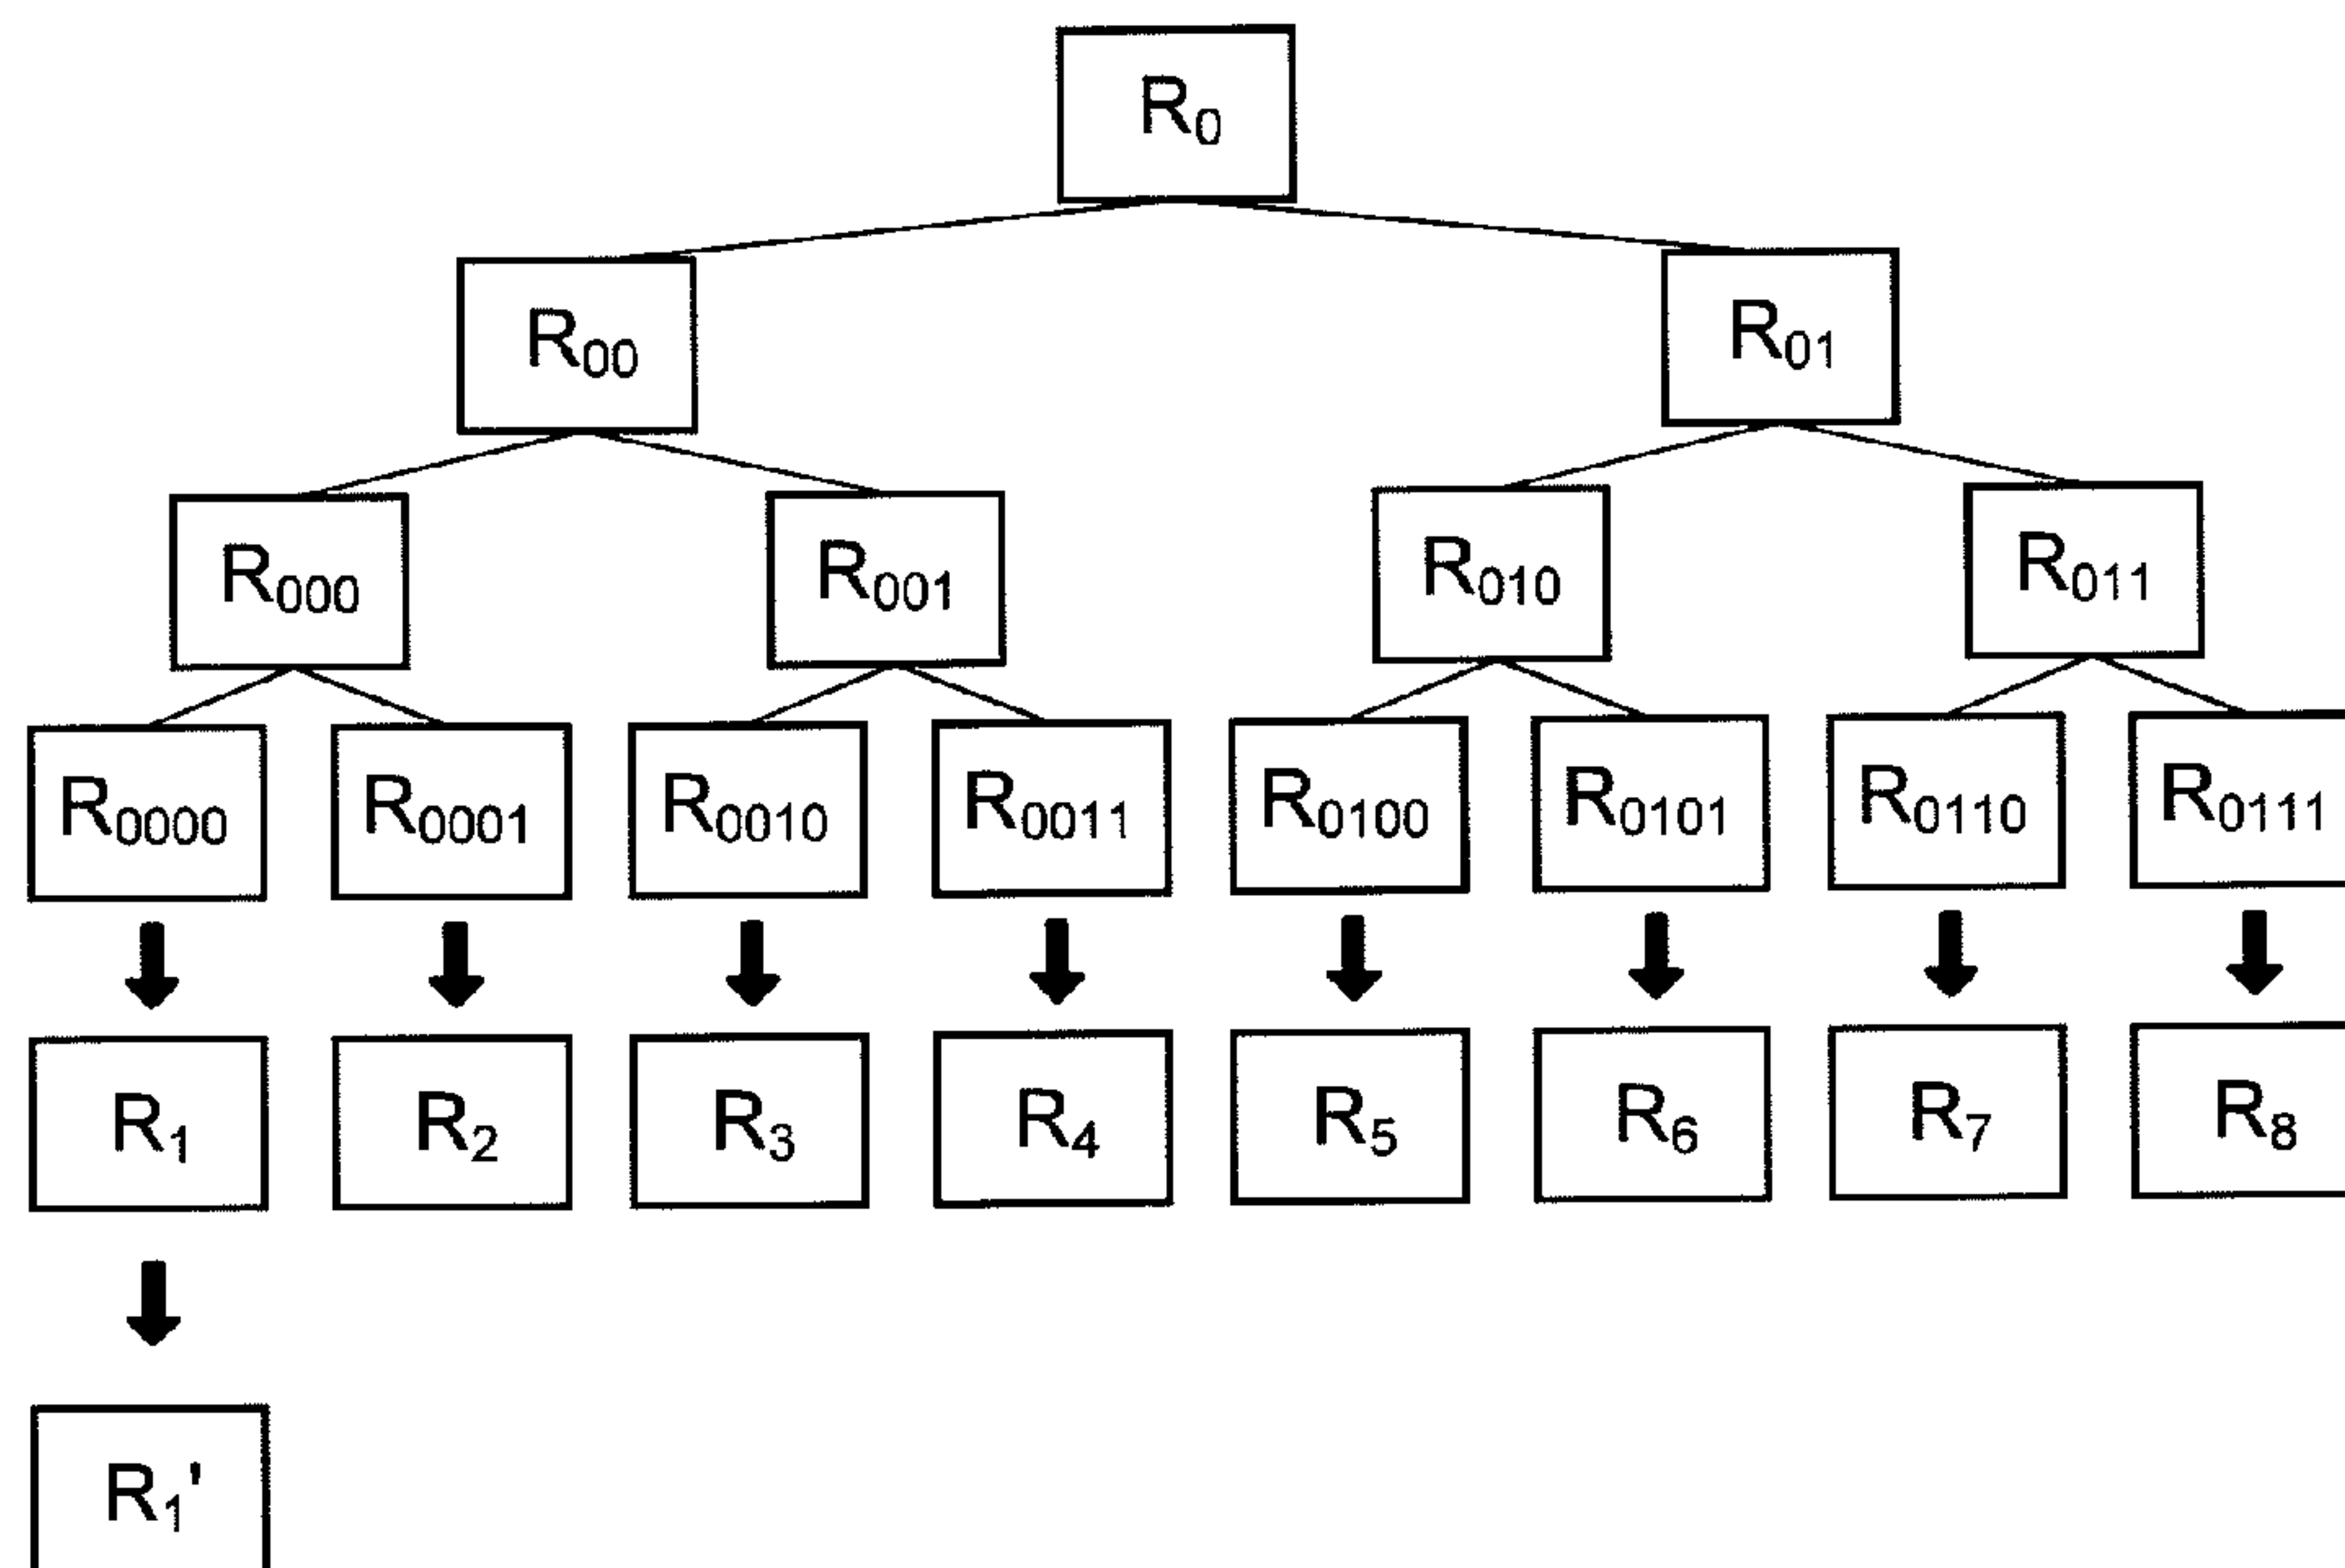 R₀
R₀₀ R₀₁
R₀₀₀ R₀₀₁ R₀₁₀ R₀₁₁
R₀₀₀₀ R₀₀₀₁ R₀₀₁₀ R₀₀₁₁ R₀₁₀₀ R₀₁₀₁ R₀₁₁₀ R₀₁₁₁
R₁ R₂ R₃ R₄ R₅ R₆ R₇ R₈
R₁'